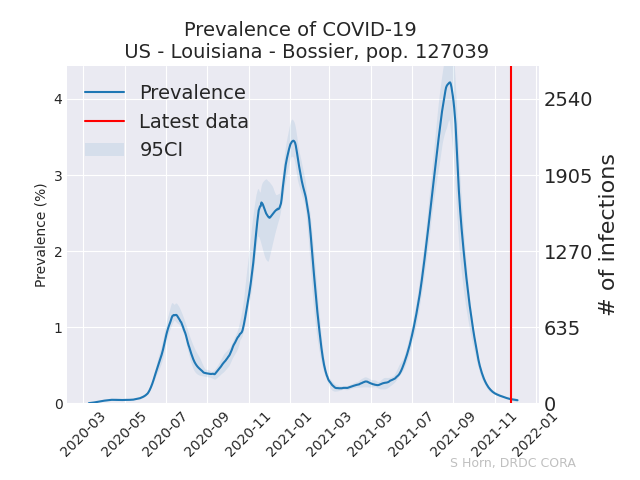 Prevalence of COVID-19
US - Louisiana - Bossier, pop. 127039
Prevalence
Latest data
95CI
Prevalence (%)
4
3
2
1
0
2540
1905
1270
635
0
# of infections
2020-03
2020-05
2020-07
2020-09
2020-11
2021-01
2021-03
2021-05
2021-07
2021-09
2021-11
2022-01
S Horn, DRDC CORA